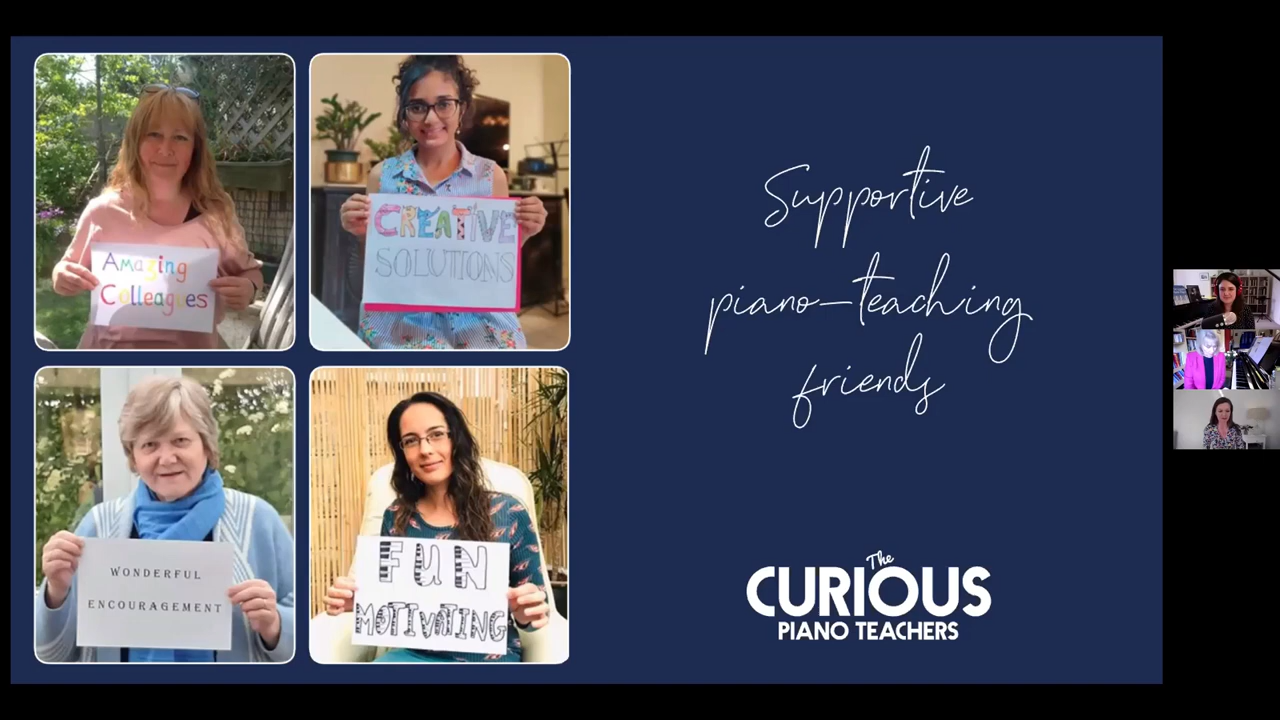 Amazing
Colleagues
CREATIVE
SOLUTIONS
WONDERFUL
ENCOURAGEMENT
FUN
MOTIVATING
Supportive
piano-teaching
friends
The
CURIOUS
PIANO TEACHERS